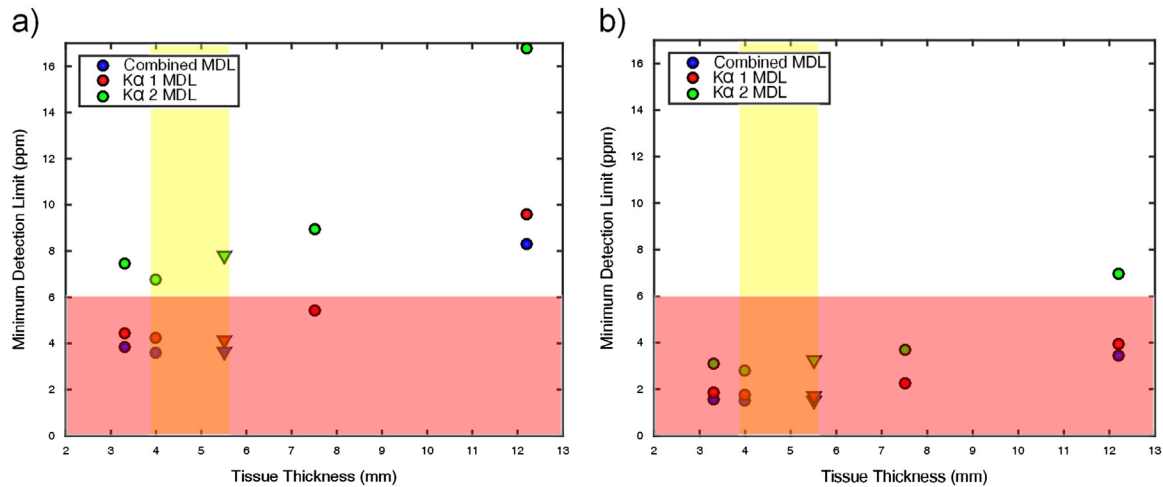 a)
Combined MDL
Kα 1 MDL
Kα 2 MDL
Minimum Detection Limit (ppm)
16
14
12
10
8
6
4
2
0
2 3 4 5 6 7 8 9 10 11 12 13
Tissue Thickness (mm)
b)
Combined MDL
Kα 1 MDL
Kα 2 MDL
Minimum Detection Limit (ppm)
16
14
12
10
8
6
4
2
0
2 3 4 5 6 7 8 9 10 11 12 13
Tissue Thickness (mm)